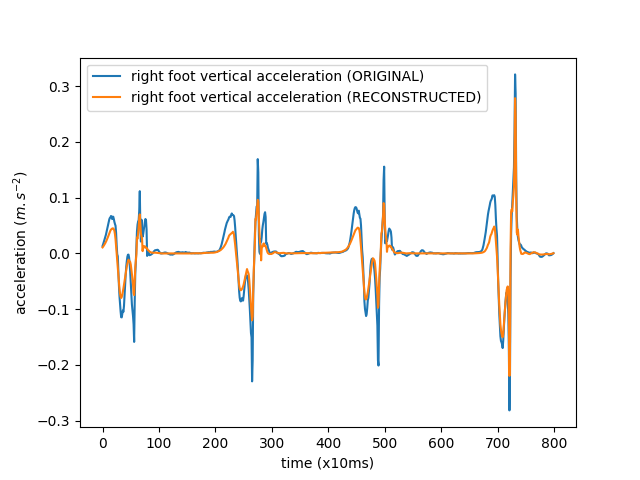 right foot vertical acceleration (ORIGINAL)
right foot vertical acceleration (RECONSTRUCTED)
acceleration (m.s⁻²)
0.3
0.2
0.1
0.0
−0.1
−0.2
−0.3
0 100 200 300 400 500 600 700 800
time (x10ms)